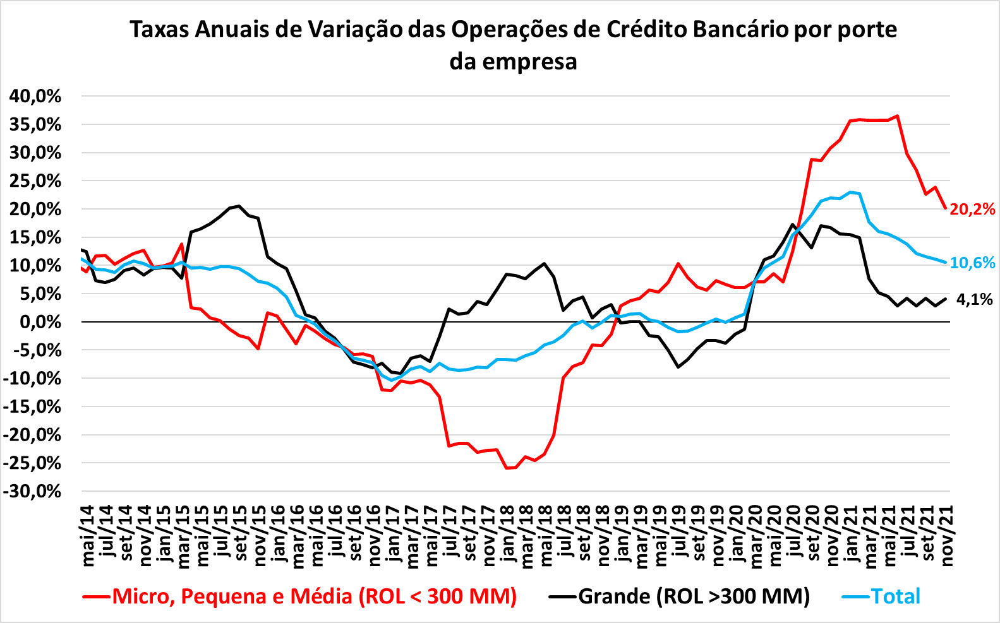 Taxas Anuais de Variação das Operações de Crédito Bancário por porte
da empresa
40,0%
35,0%
30,0%
25,0%
20,0%
15,0%
10,0%
5,0%
0,0%
-5,0%
-10,0%
-15,0%
-20,0%
-25,0%
-30,0%
20,2%
10,6%
4,1%
mai/14
jul/14
set/14
nov/14
jan/15
mar/15
mai/15
jul/15
set/15
nov/15
jan/16
mar/16
mai/16
jul/16
set/16
nov/16
jan/17
mar/17
mai/17
jul/17
set/17
nov/17
jan/18
mar/18
mai/18
jul/18
set/18
nov/18
jan/19
mar/19
mai/19
jul/19
set/19
nov/19
jan/20
mar/20
mai/20
jul/20
set/20
nov/20
jan/21
mar/21
mai/21
jul/21
set/21
nov/21
Micro, Pequena e Média (ROL < 300 MM)
Grande (ROL >300 MM)
Total